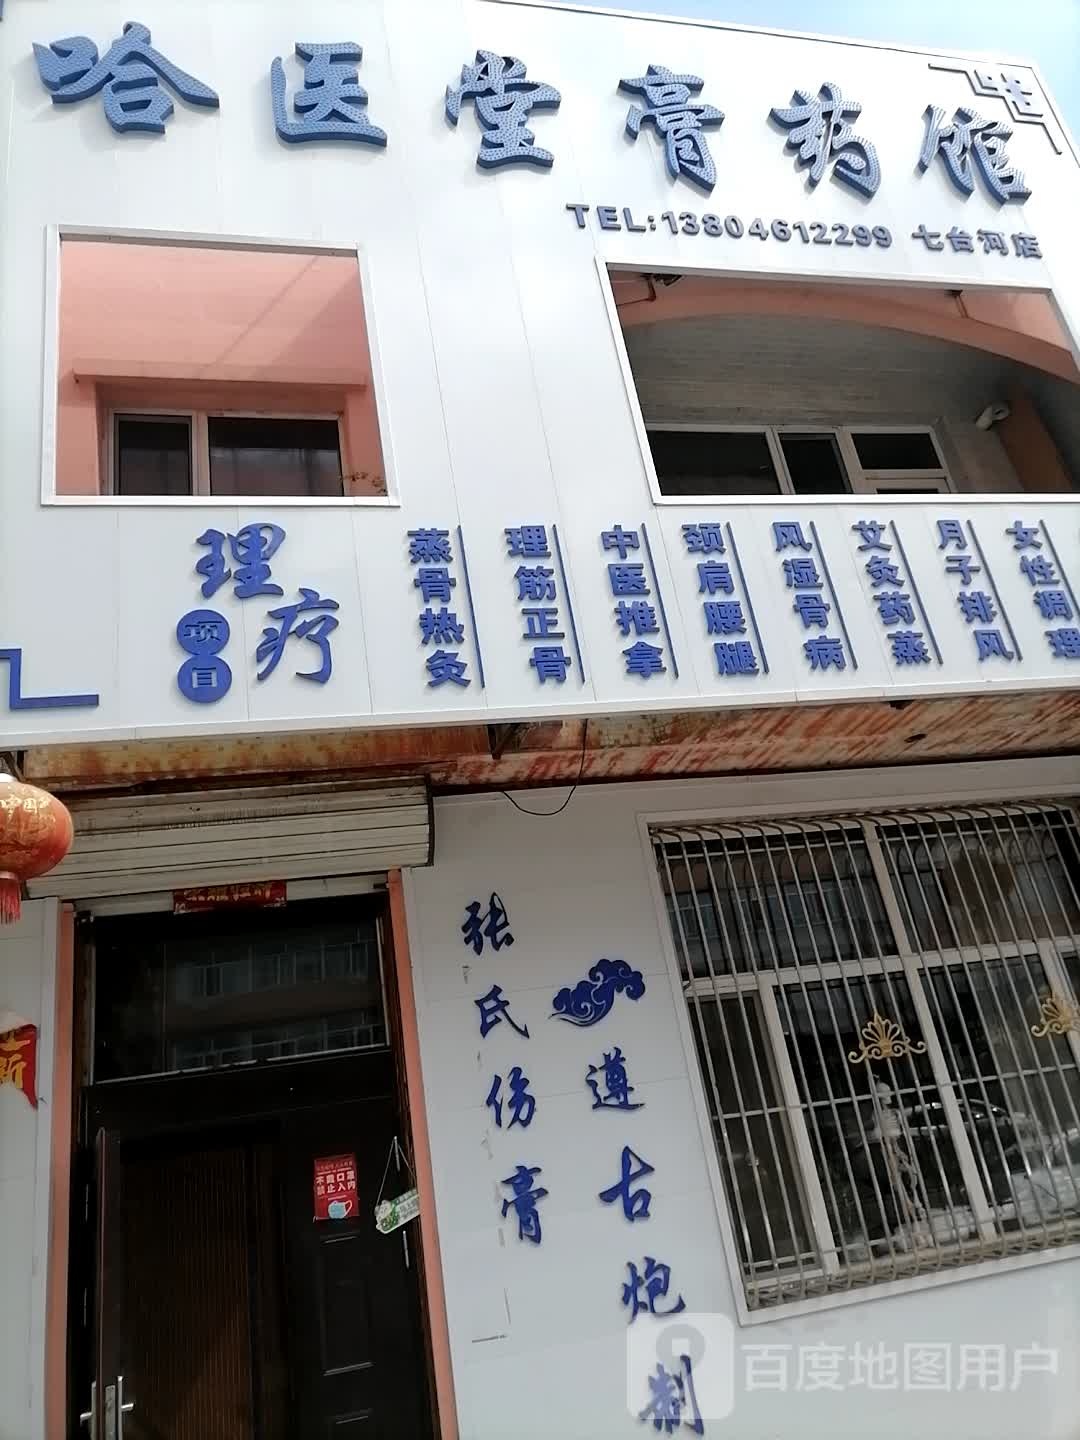 哈医堂膏药馆
TEL:13804612299 七台河店
理疗
项目
蒸骨热灸
理筋正骨
中医推拿
颈肩腰腿
风湿骨病
艾灸药蒸
月子排风
女性调理
中国
张氏伤膏
遵古炮制
不戴口罩
禁止入内
新
百度地图用户